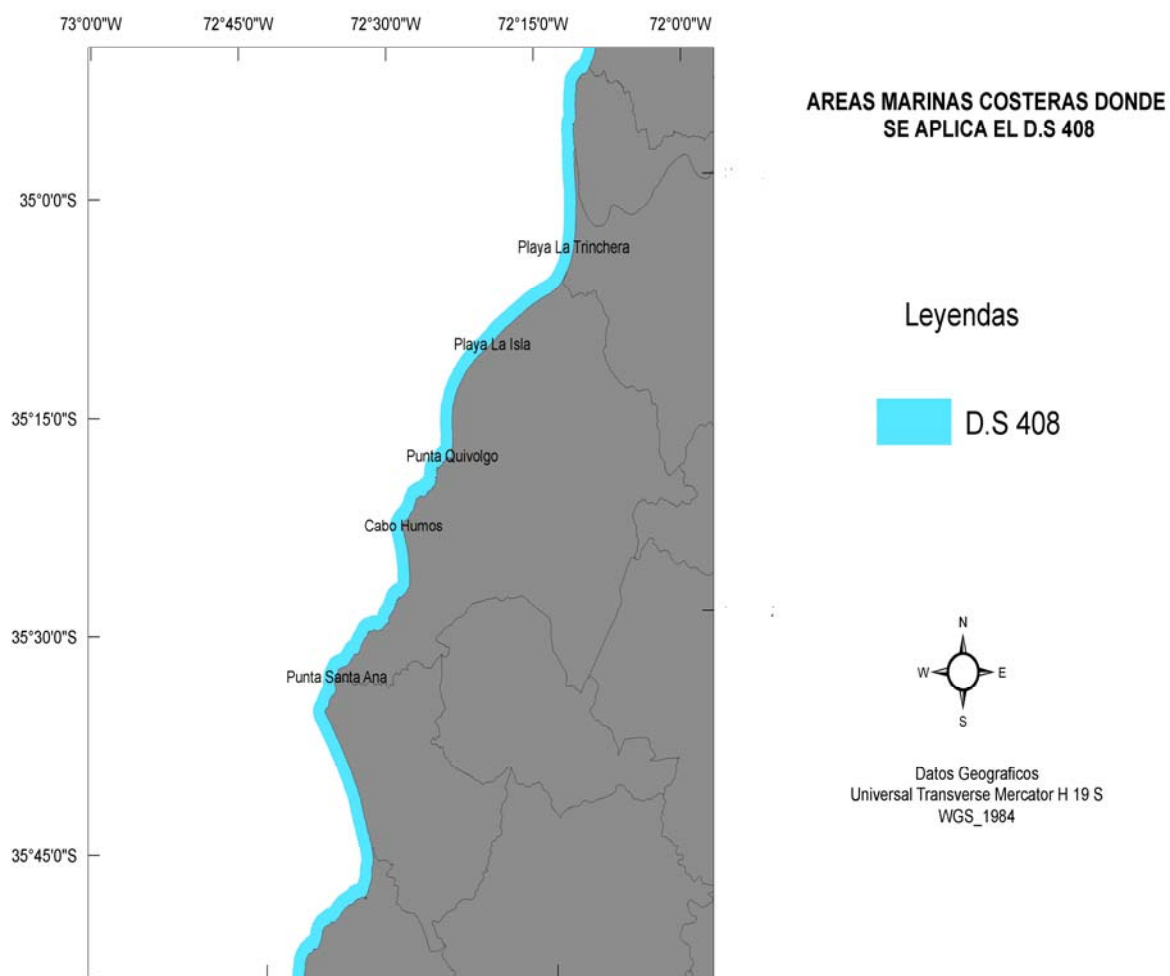 73°0'0"W 72°45'0"W 72°30'0"W 72°15'0"W 72°0'0"W
AREAS MARINAS COSTERAS DONDE
SE APLICA EL D.S 408
35°0'0"S
Playa La Trinchera
Leyendas
Playa La Isla
35°15'0"S
D.S 408
Punta Quivolgo
Cabo Humos
35°30'0"S
N
W E
S
Punta Santa Ana
Datos Geograficos
Universal Transverse Mercator H 19 S
WGS_1984
35°45'0"S